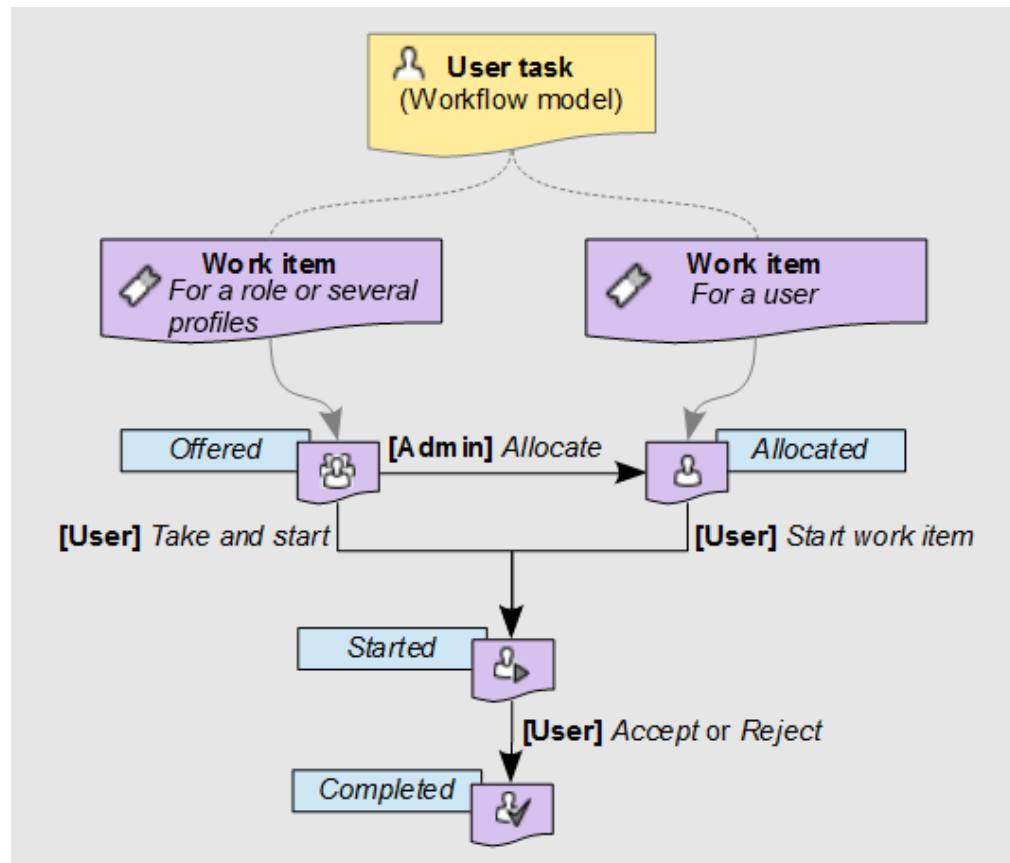 User task
(Workflow model)
Work item
For a role or several
profiles
Work item
For a user
Offered
[Admin] Allocate
Allocated
[User] Take and start
[User] Start work item
Started
[User] Accept or Reject
Completed